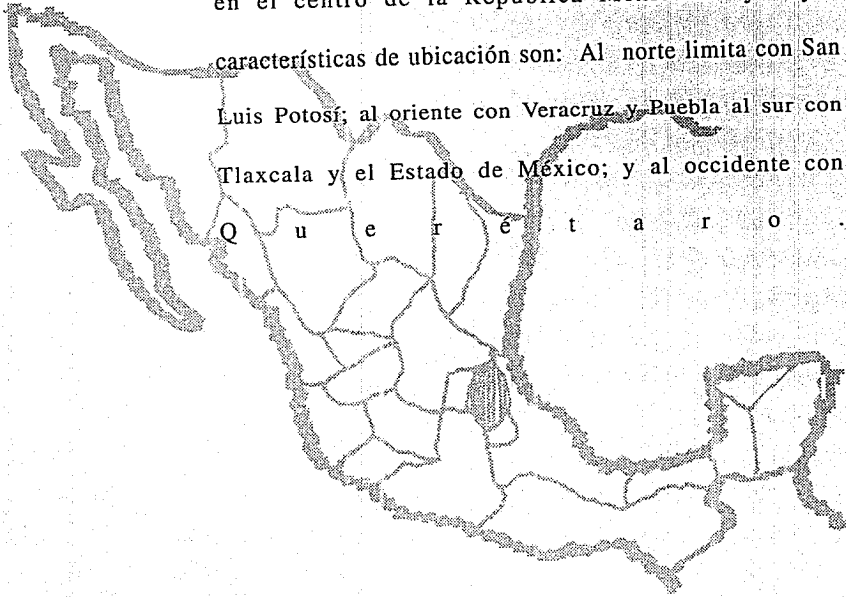 en el centro de la República
características de ubicación son: Al norte limita con San
Luis Potosí; al oriente con Veracruz y Puebla al sur con
Tlaxcala y el Estado de México; y al occidente con
Q u e r é t a r o .